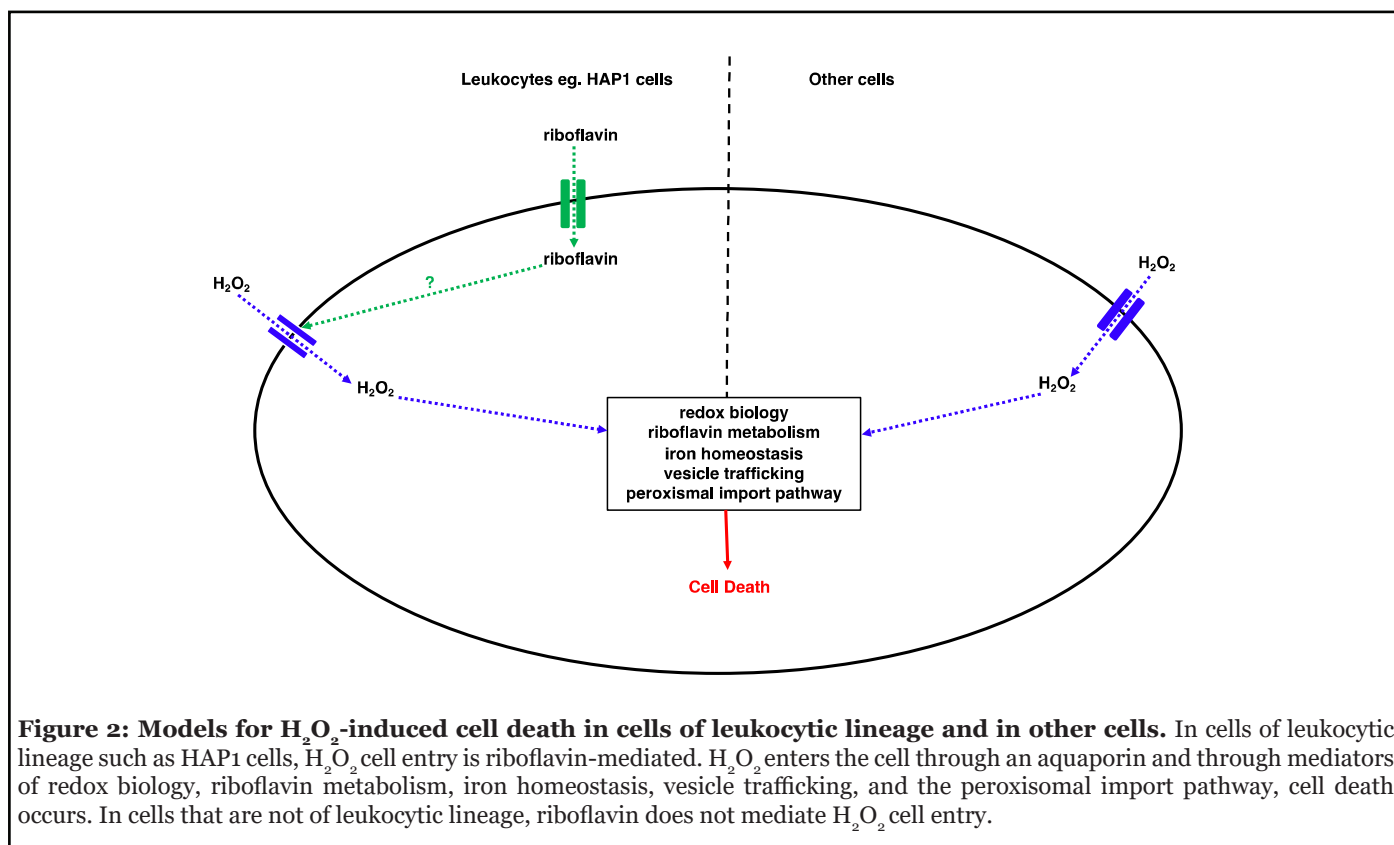 Leukocytes eg. HAP1 cells
Other cells
riboflavin
riboflavin
?
H₂O₂
H₂O₂
H₂O₂
H₂O₂
redox biology
riboflavin metabolism
iron homeostasis
vesicle trafficking
peroxismal import pathway
Cell Death
Figure 2: Models for H₂O₂-induced cell death in cells of leukocytic lineage and in other cells. In cells of leukocytic
lineage such as HAP1 cells, H₂O₂ cell entry is riboflavin-mediated. H₂O₂ enters the cell through an aquaporin and through mediators
of redox biology, riboflavin metabolism, iron homeostasis, vesicle trafficking, and the peroxisomal import pathway, cell death
occurs. In cells that are not of leukocytic lineage, riboflavin does not mediate H₂O₂ cell entry.